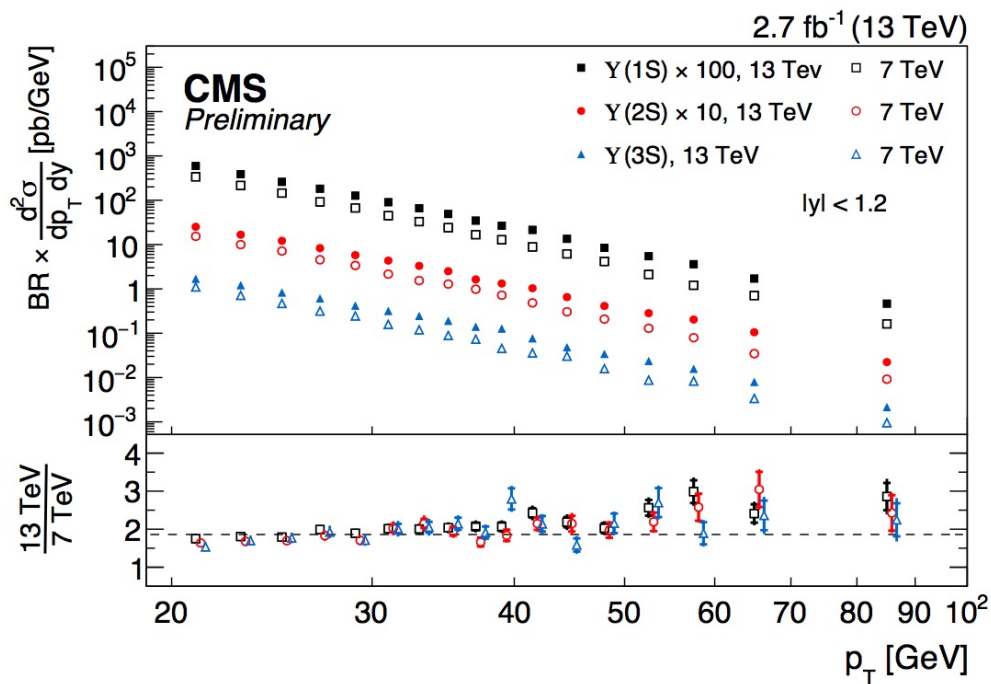 2.7 fb⁻¹ (13 TeV)
BR × d²σ / dp_T dy [pb/GeV]
10⁵
10⁴
10³
10²
10
1
10⁻¹
10⁻²
10⁻³
CMS
Preliminary
ϒ(1S) × 100, 13 Tev 7 TeV
ϒ(2S) × 10, 13 TeV 7 TeV
ϒ(3S), 13 TeV 7 TeV
|y| < 1.2
13 TeV
7 TeV
4
3
2
1
20 30 40 50 60 70 80 90 10²
p_T [GeV]